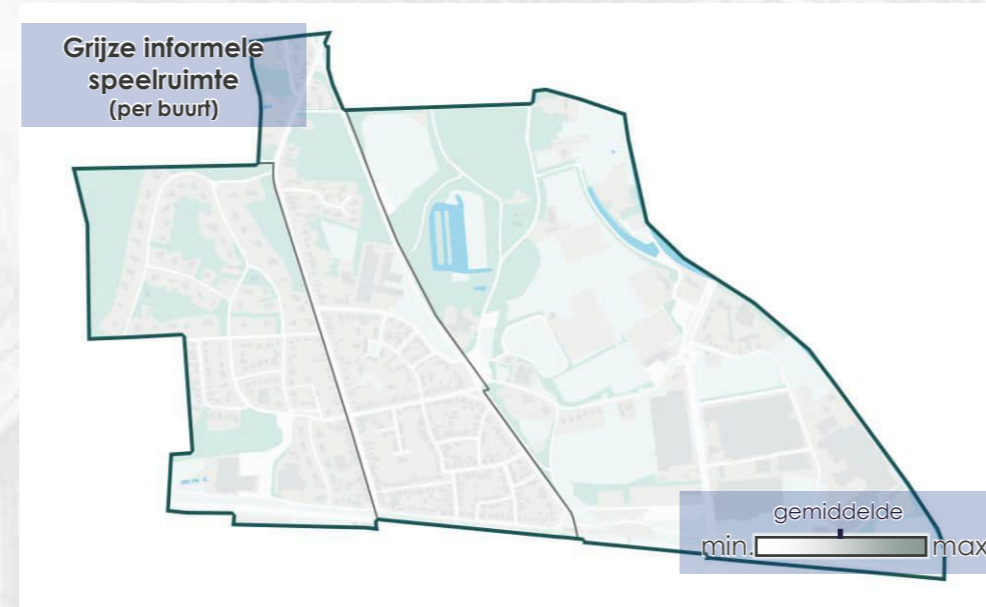 Grijze informele
speelruimte
(per buurt)
gemiddelde
min.
max